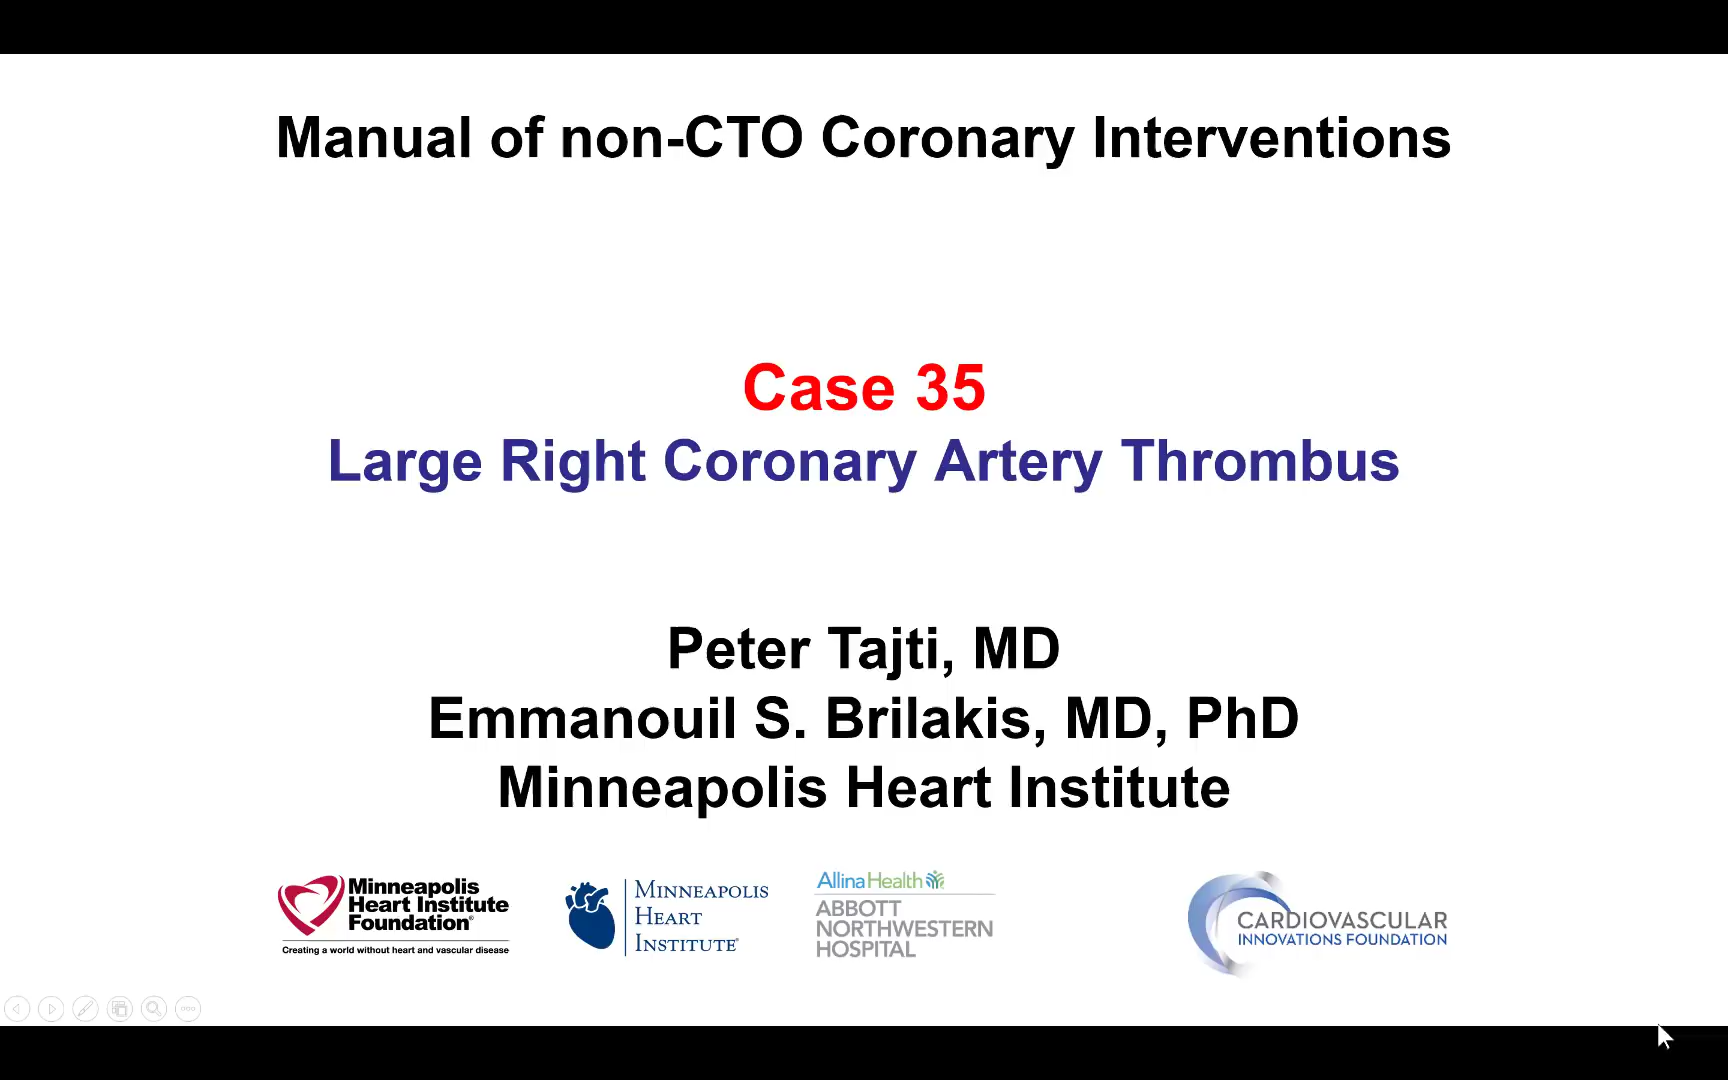 Manual of non-CTO Coronary Interventions
Case 35
Large Right Coronary Artery Thrombus
Peter Tajti, MD
Emmanouil S. Brilakis, MD, PhD
Minneapolis Heart Institute
Minneapolis
Heart Institute
Foundation®
Creating a world without heart and vascular disease
MINNEAPOLIS
HEART
INSTITUTE®
Allina Health
ABBOTT
NORTHWESTERN
HOSPITAL
CARDIOVASCULAR
INNOVATIONS FOUNDATION